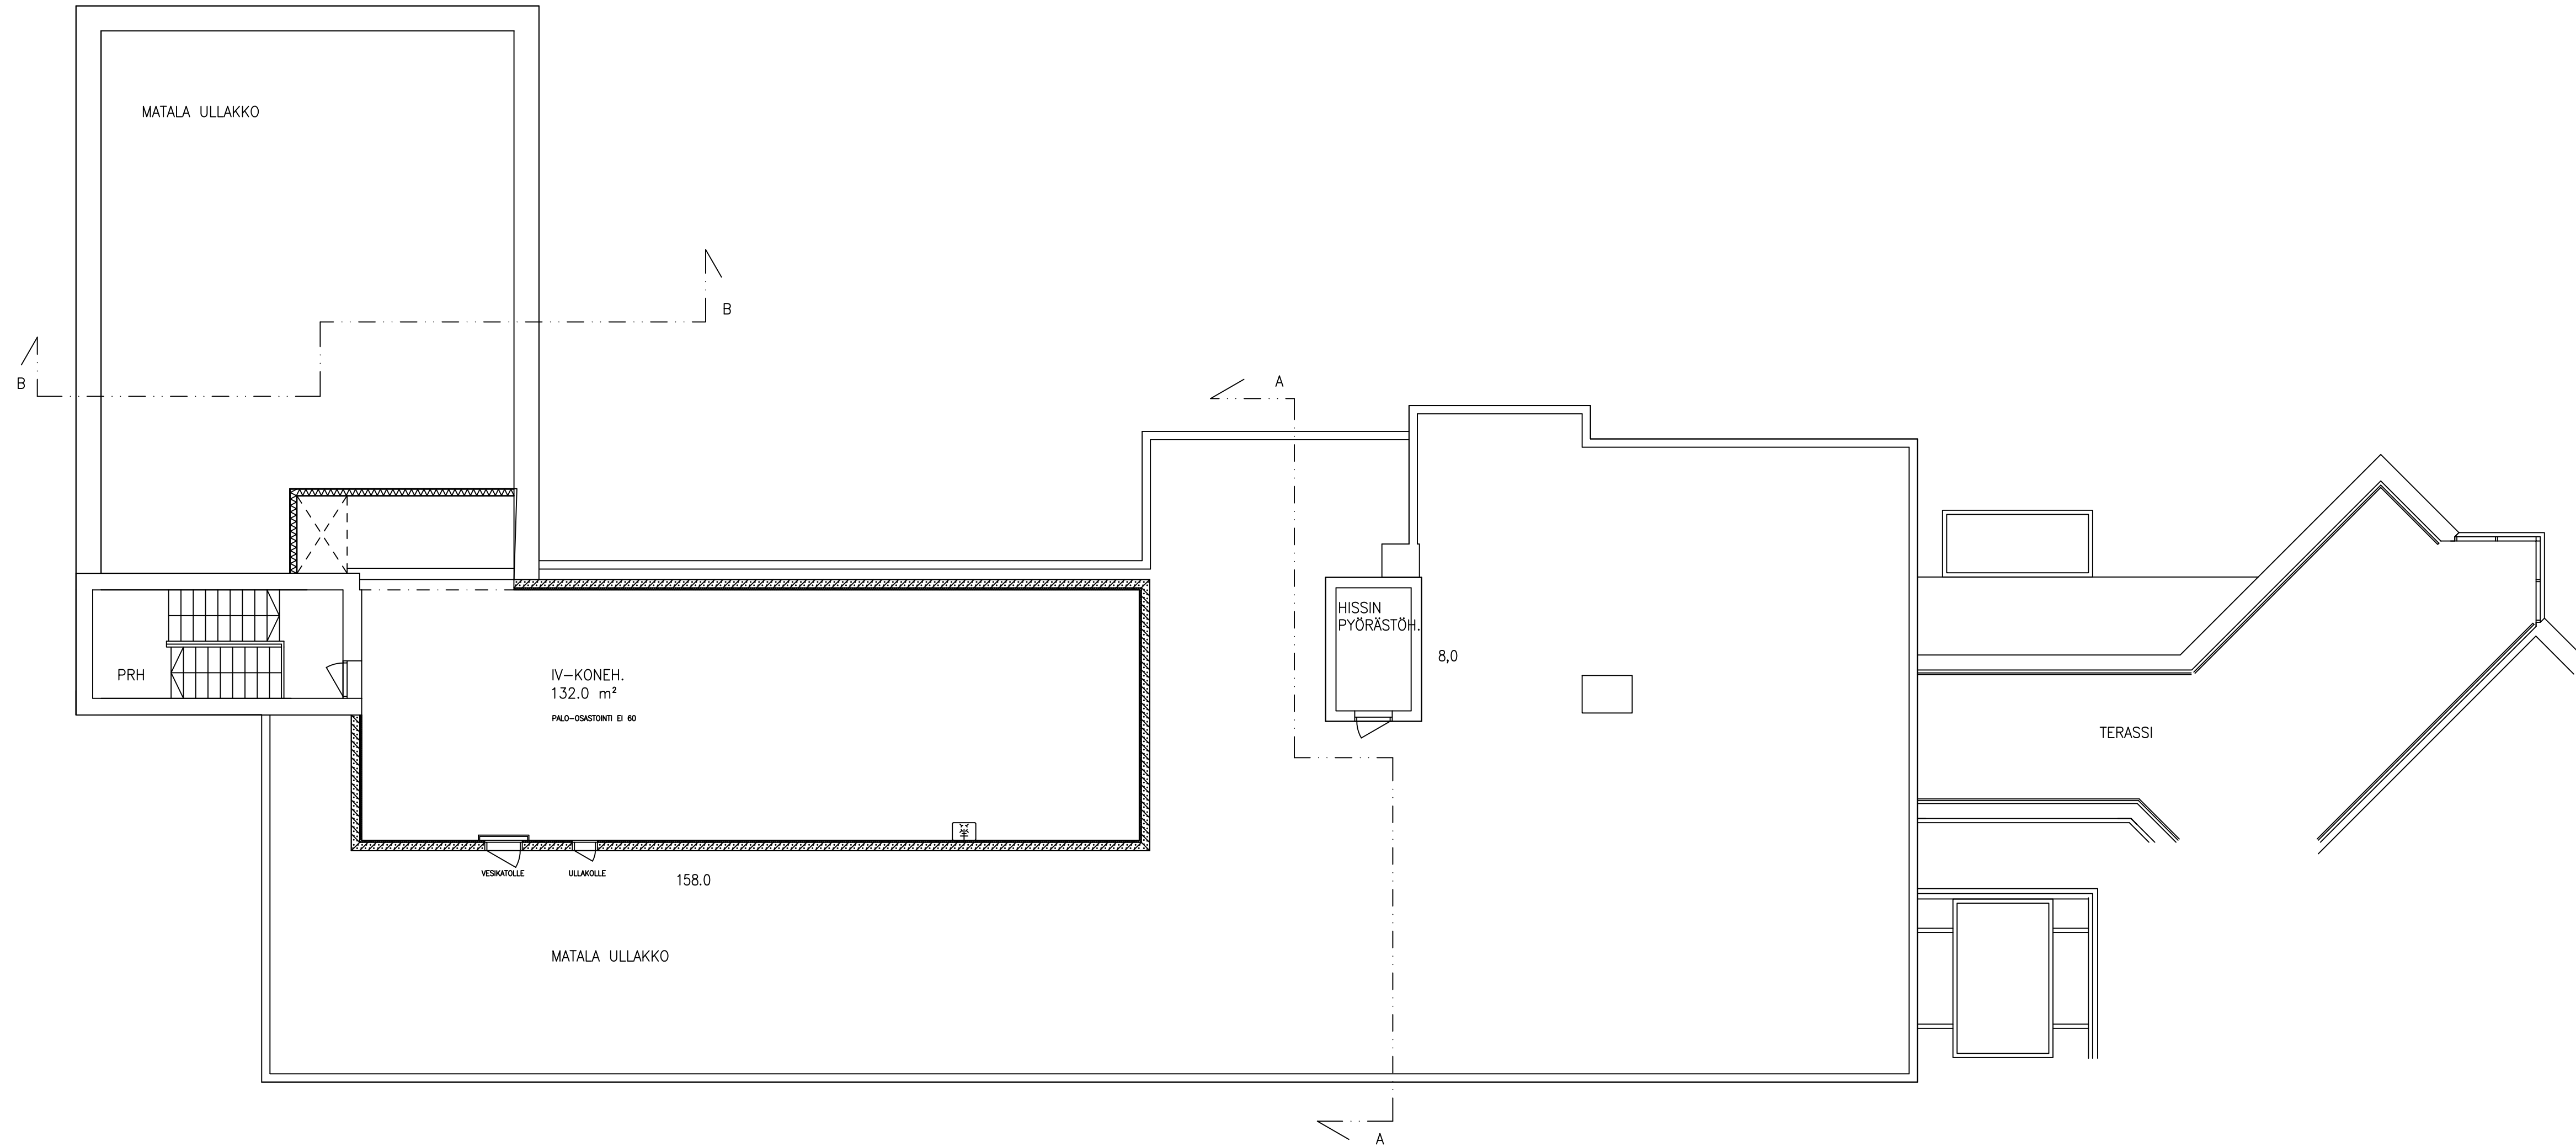 MATALA ULLAKKO
B
B
A
HISSIN
PYÖRÄSTÖH.
8,0
PRH
IV-KONEH.
132.0 m²
PALO-OSASTOINTI EI 60
TERASSI
VESIKATOLLE
ULLAKOLLE
158.0
MATALA ULLAKKO
A